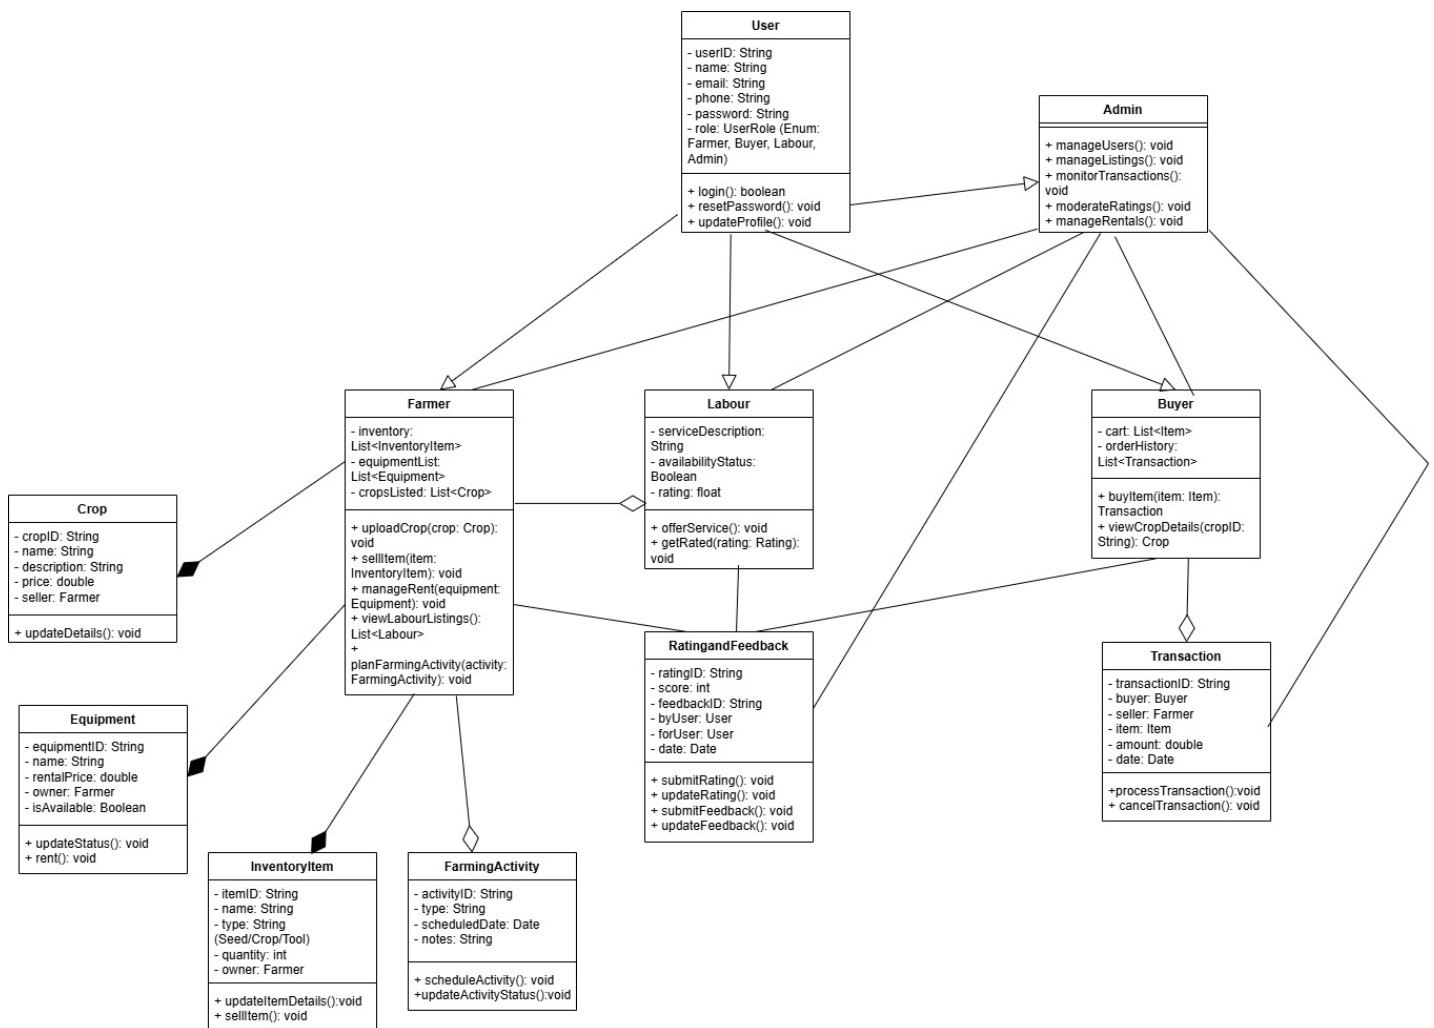 User
- userID: String
- name: String
- email: String
- phone: String
- password: String
- role: UserRole (Enum:
Farmer, Buyer, Labour,
Admin)
+ login(): boolean
+ resetPassword(): void
+ updateProfile(): void
Admin
+ manageUsers(): void
+ manageListings(): void
+ monitorTransactions():
void
+ moderateRatings(): void
+ manageRentals(): void
Farmer
- inventory:
List<InventoryItem>
- equipmentList:
List<Equipment>
- cropsListed: List<Crop>
+ uploadCrop(crop: Crop):
void
+ sellItem(item:
InventoryItem): void
+ manageRent(equipment:
Equipment): void
+ viewLabourListings():
List<Labour>
+
planFarmingActivity(activity:
FarmingActivity): void
Labour
- serviceDescription:
String
- availabilityStatus:
Boolean
- rating: float
+ offerService(): void
+ getRated(rating: Rating):
void
Buyer
- cart: List<Item>
- orderHistory:
List<Transaction>
+ buyItem(item: Item):
Transaction
+ viewCropDetails(cropID:
String): Crop
Crop
- cropID: String
- name: String
- description: String
- price: double
- seller: Farmer
+ updateDetails(): void
RatingandFeedback
- ratingID: String
- score: int
- feedbackID: String
- byUser: User
- forUser: User
- date: Date
+ submitRating(): void
+ updateRating(): void
+ submitFeedback(): void
+ updateFeedback(): void
Transaction
- transactionID: String
- buyer: Buyer
- seller: Farmer
- item: Item
- amount: double
- date: Date
+processTransaction():void
+ cancelTransaction(): void
Equipment
- equipmentID: String
- name: String
- rentalPrice: double
- owner: Farmer
- isAvailable: Boolean
+ updateStatus(): void
+ rent(): void
InventoryItem
- itemID: String
- name: String
- type: String
(Seed/Crop/Tool)
- quantity: int
- owner: Farmer
+ updateItemDetails():void
+ sellItem(): void
FarmingActivity
- activityID: String
- type: String
- scheduledDate: Date
- notes: String
+ scheduleActivity(): void
+updateActivityStatus():void